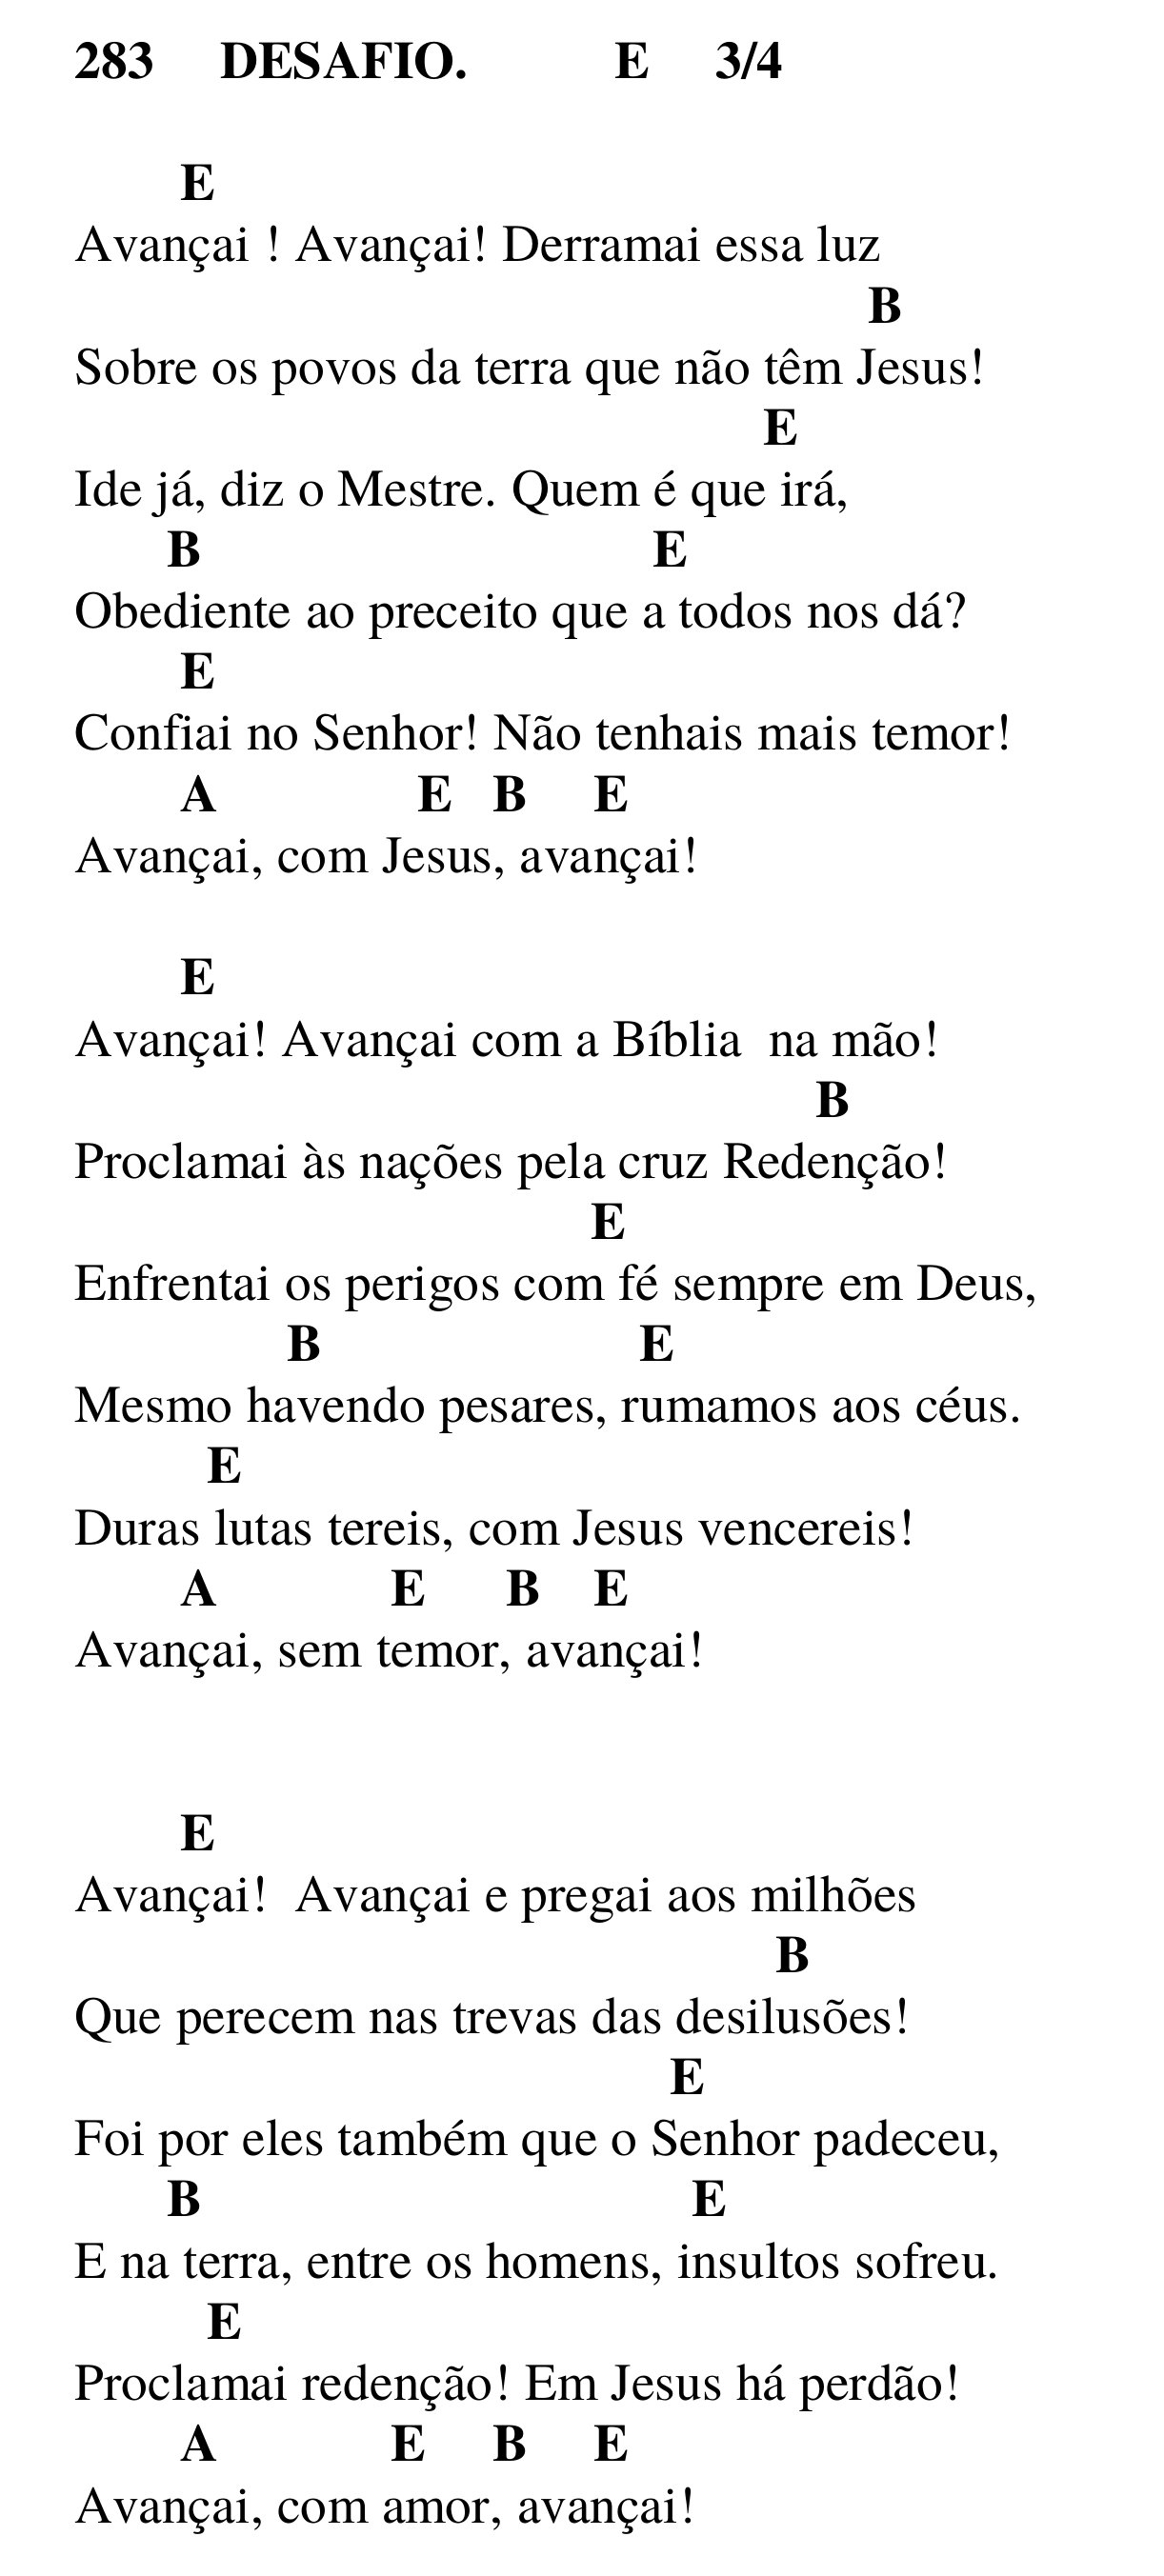 283 DESAFIO. E 3/4
E
Avançai ! Avançai! Derramai essa luz
B
Sobre os povos da terra que não têm Jesus!
E
Ide já, diz o Mestre. Quem é que irá,
B E
Obediente ao preceito que a todos nos dá?
E
Confiai no Senhor! Não tenhais mais temor!
A E B E
Avançai, com Jesus, avançai!
E
Avançai! Avançai com a Bíblia  na mão!
B
Proclamai às nações pela cruz Redenção!
E
Enfrentai os perigos com fé sempre em Deus,
B E
Mesmo havendo pesares, rumamos aos céus.
E
Duras lutas tereis, com Jesus vencereis!
A E B E
Avançai, sem temor, avançai!
E
Avançai!  Avançai e pregai aos milhões
B
Que perecem nas trevas das desilusões!
E
Foi por eles também que o Senhor padeceu,
B E
E na terra, entre os homens, insultos sofreu.
E
Proclamai redenção! Em Jesus há perdão!
A E B E
Avançai, com amor, avançai!